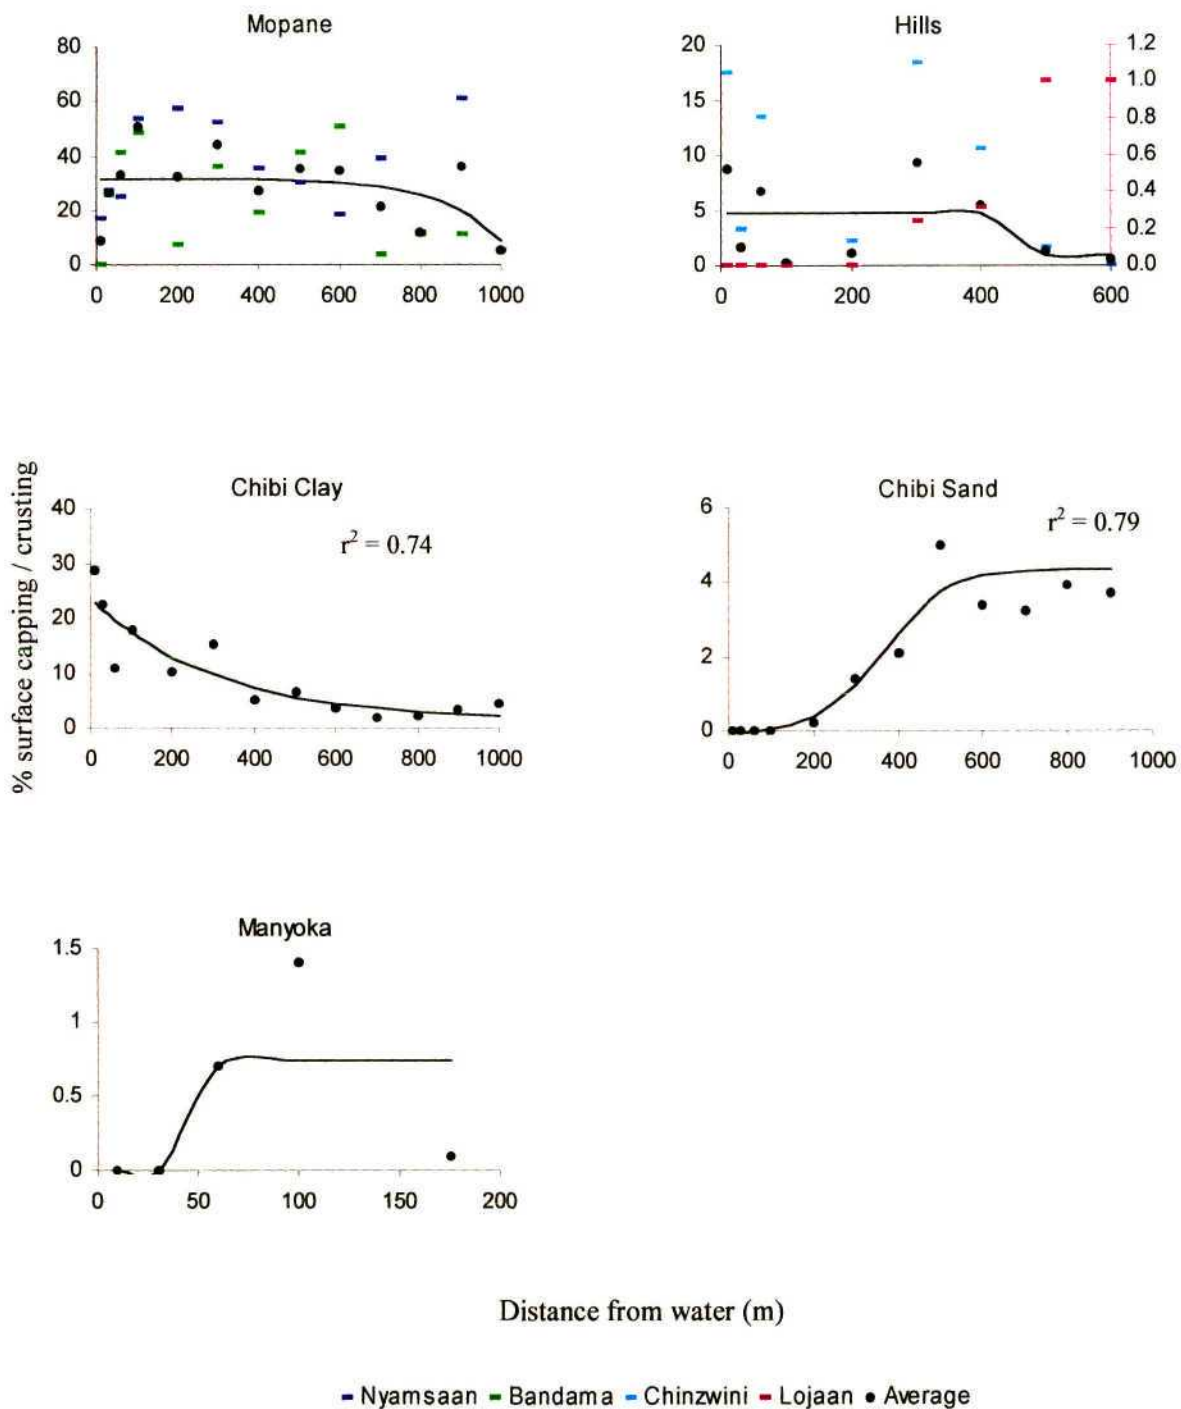 Mopane
80
60
40
20
0
0 200 400 600 800 1000
Hills
20
15
10
5
0
1.2
1.0
0.8
0.6
0.4
0.2
0.0
0 200 400 600
% surface capping / crusting
Chibi Clay
r² = 0.74
40
30
20
10
0
0 200 400 600 800 1000
Chibi Sand
r² = 0.79
6
4
2
0
0 200 400 600 800 1000
Manyoka
1.5
1
0.5
0
0 50 100 150 200
Distance from water (m)
Nyamsaan Bandama Chinzwini Lojaan Average